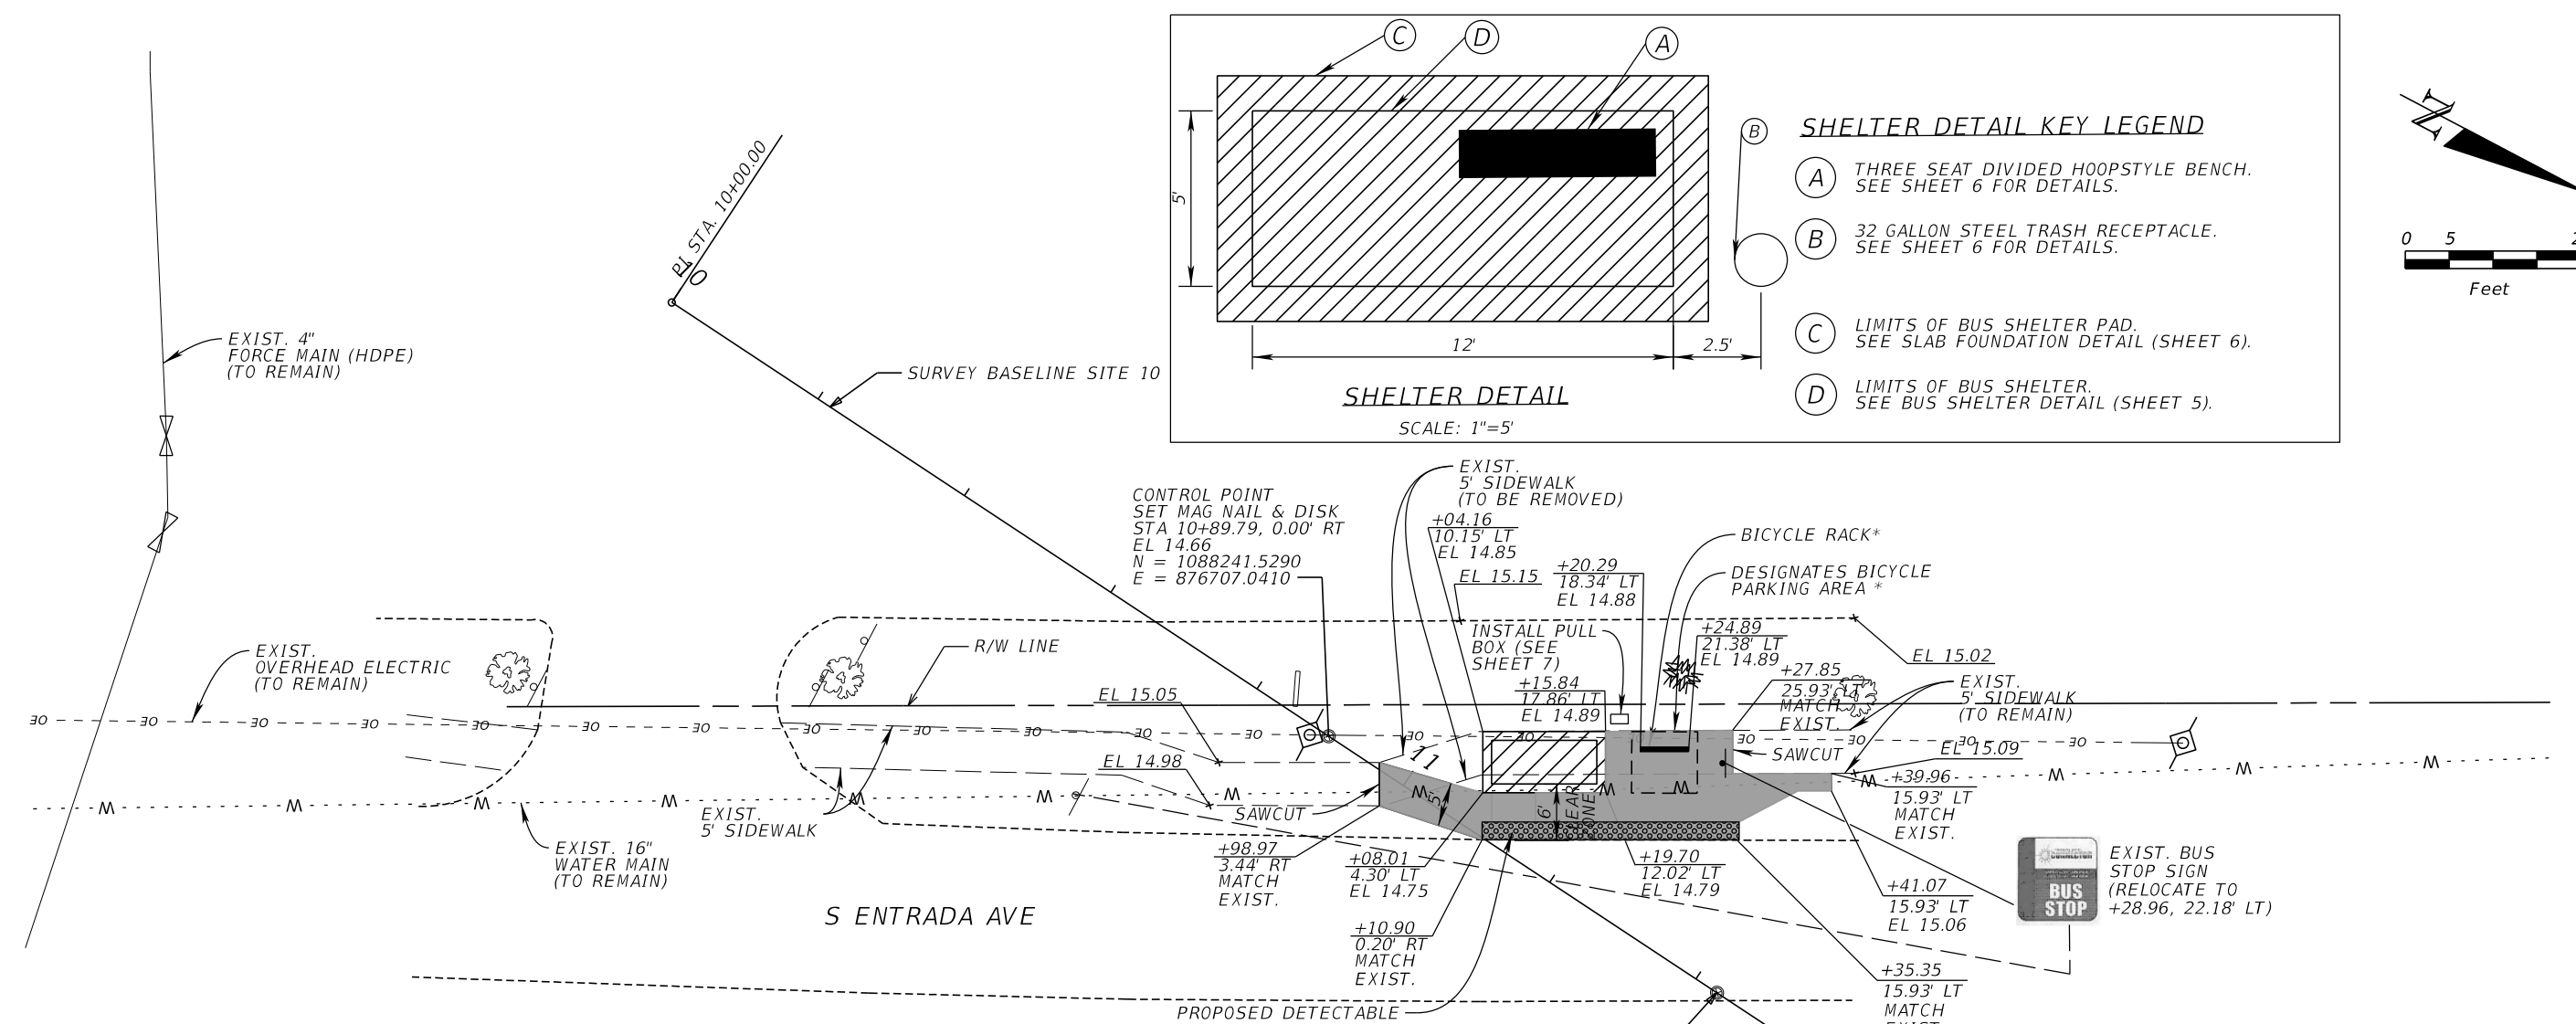 C
D
A
5'
12'
2.5'
SHELTER DETAIL
SCALE: 1"=5'
B
SHELTER DETAIL KEY LEGEND
A
THREE SEAT DIVIDED HOOPSTYLE BENCH.
SEE SHEET 6 FOR DETAILS.
B
32 GALLON STEEL TRASH RECEPTACLE.
SEE SHEET 6 FOR DETAILS.
C
LIMITS OF BUS SHELTER PAD.
SEE SLAB FOUNDATION DETAIL (SHEET 6).
D
LIMITS OF BUS SHELTER.
SEE BUS SHELTER DETAIL (SHEET 5).
N
0 5
Feet
P.I. STA. 10+00.00
10
EXIST. 4"
FORCE MAIN (HDPE)
(TO REMAIN)
SURVEY BASELINE SITE 10
CONTROL POINT
SET MAG NAIL & DISK
STA 10+89.79, 0.00' RT
EL 14.66
N = 1088241.5290
E = 876707.0410
EXIST.
5' SIDEWALK
(TO BE REMOVED)
+04.16
10.15' LT
EL 14.85
EL 15.15
+20.29
18.34' LT
EL 14.88
BICYCLE RACK*
DESIGNATES BICYCLE
PARKING AREA *
INSTALL PULL
BOX (SEE
SHEET 7)
+24.89
21.38' LT
EL 14.89
+15.84
17.86' LT
EL 14.89
+27.85
25.93' LT
MATCH
EXIST.
EL 15.02
EXIST.
5' SIDEWALK
(TO REMAIN)
EXIST.
OVERHEAD ELECTRIC
(TO REMAIN)
R/W LINE
EL 15.05
EL 14.98
SAWCUT
11
5'
6'
SAWCUT
EL 15.09
+39.96
15.93' LT
MATCH
EXIST.
EXIST.
5' SIDEWALK
EXIST. 16"
WATER MAIN
(TO REMAIN)
+98.97
3.44' RT
MATCH
EXIST.
+08.01
4.30' LT
EL 14.75
+19.70
12.02' LT
EL 14.79
+41.07
15.93' LT
EL 15.06
BUS
STOP
EXIST. BUS
STOP SIGN
(RELOCATE TO
+28.96, 22.18' LT)
S ENTRADA AVE
+10.90
0.20' RT
MATCH
EXIST.
+35.35
15.93' LT
MATCH
PROPOSED DETECTABLE